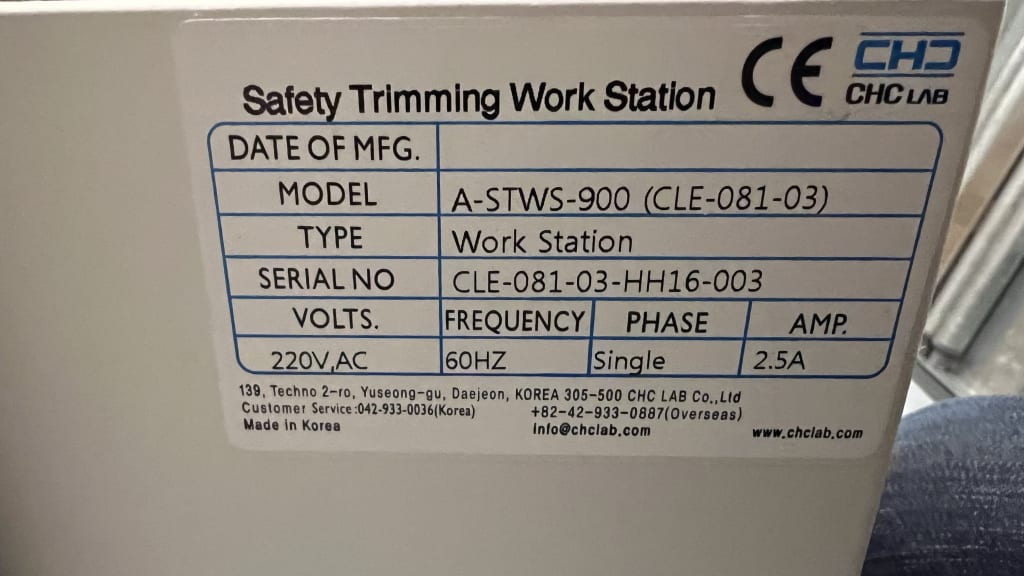 Safety Trimming Work Station CE CHC
CHC LAB
DATE OF MFG.
MODEL A-STWS-900 (CLE-081-03)
TYPE Work Station
SERIAL NO CLE-081-03-HH16-003
VOLTS. FREQUENCY PHASE AMP.
220V,AC 60HZ Single 2.5A
139, Techno 2-ro, Yuseong-gu, Daejeon, KOREA 305-500 CHC LAB Co.,Ltd
Customer Service:042-933-0036(Korea) +82-42-933-0887(Overseas)
Made in Korea Info@chclab.com www.chclab.com